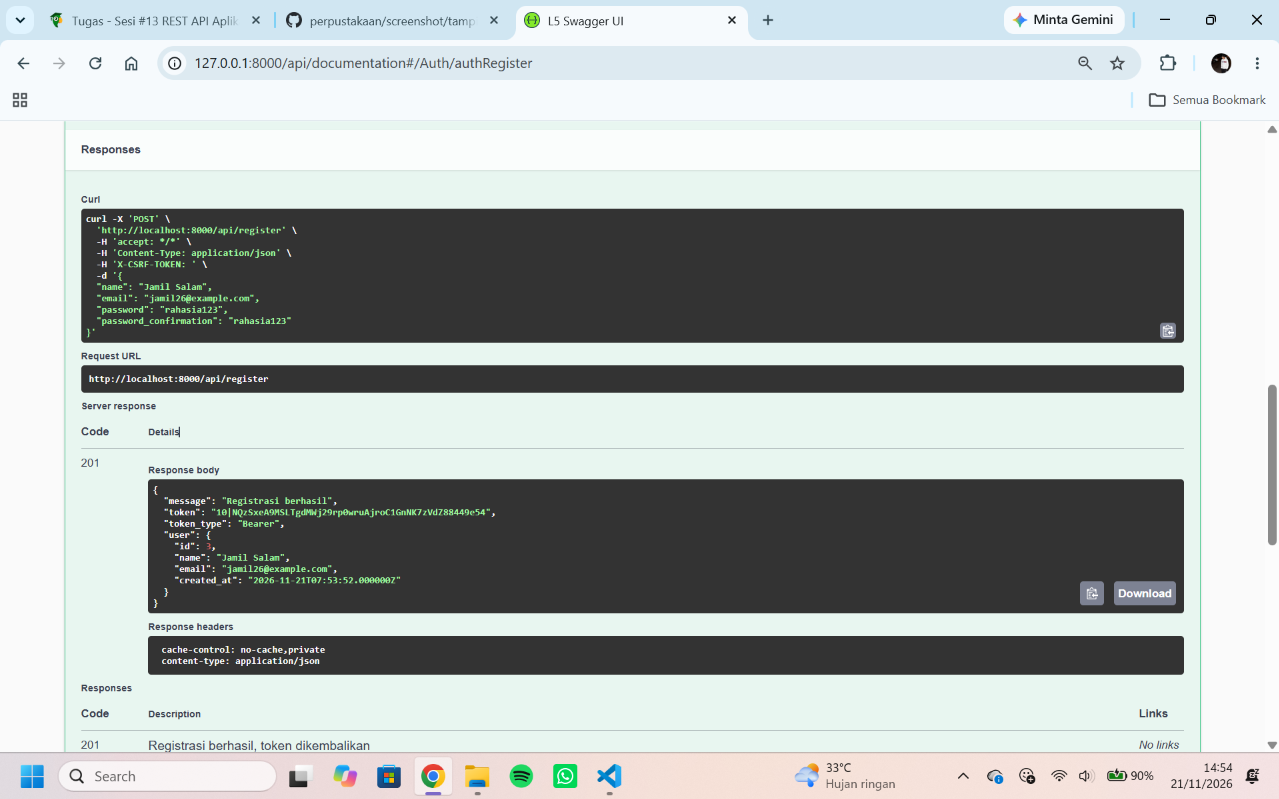 Tugas - Sesi #13 REST API Aplik
perpustakaan/screenshot/tamp
L5 Swagger UI
Minta Gemini
127.0.0.1:8000/api/documentation#/Auth/authRegister
Semua Bookmark
Responses
Curl
curl -X 'POST' \
'http://localhost:8000/api/register' \
-H 'accept: */*' \
-H 'Content-Type: application/json' \
-H 'X-CSRF-TOKEN: ' \
-d '{
"name": "Jamil Salam",
"email": "jamil26@example.com",
"password": "rahasia123",
"password_confirmation": "rahasia123"
}'
Request URL
http://localhost:8000/api/register
Server response
Code Details
201
Response body
{
"message": "Registrasi berhasil",
"token": "10|NQzSxeA9MSLTgdMWj29rp0wruAjroC1GnNK7zVdZ88449e54",
"token_type": "Bearer",
"user": {
"id": 3,
"name": "Jamil Salam",
"email": "jamil26@example.com",
"created_at": "2026-11-21T07:53:52.000000Z"
}
}
Download
Response headers
cache-control: no-cache,private
content-type: application/json
Responses
Code Description Links
201 Registrasi berhasil, token dikembalikan No links
Search
33°C
Hujan ringan
90%
14:54
21/11/2026